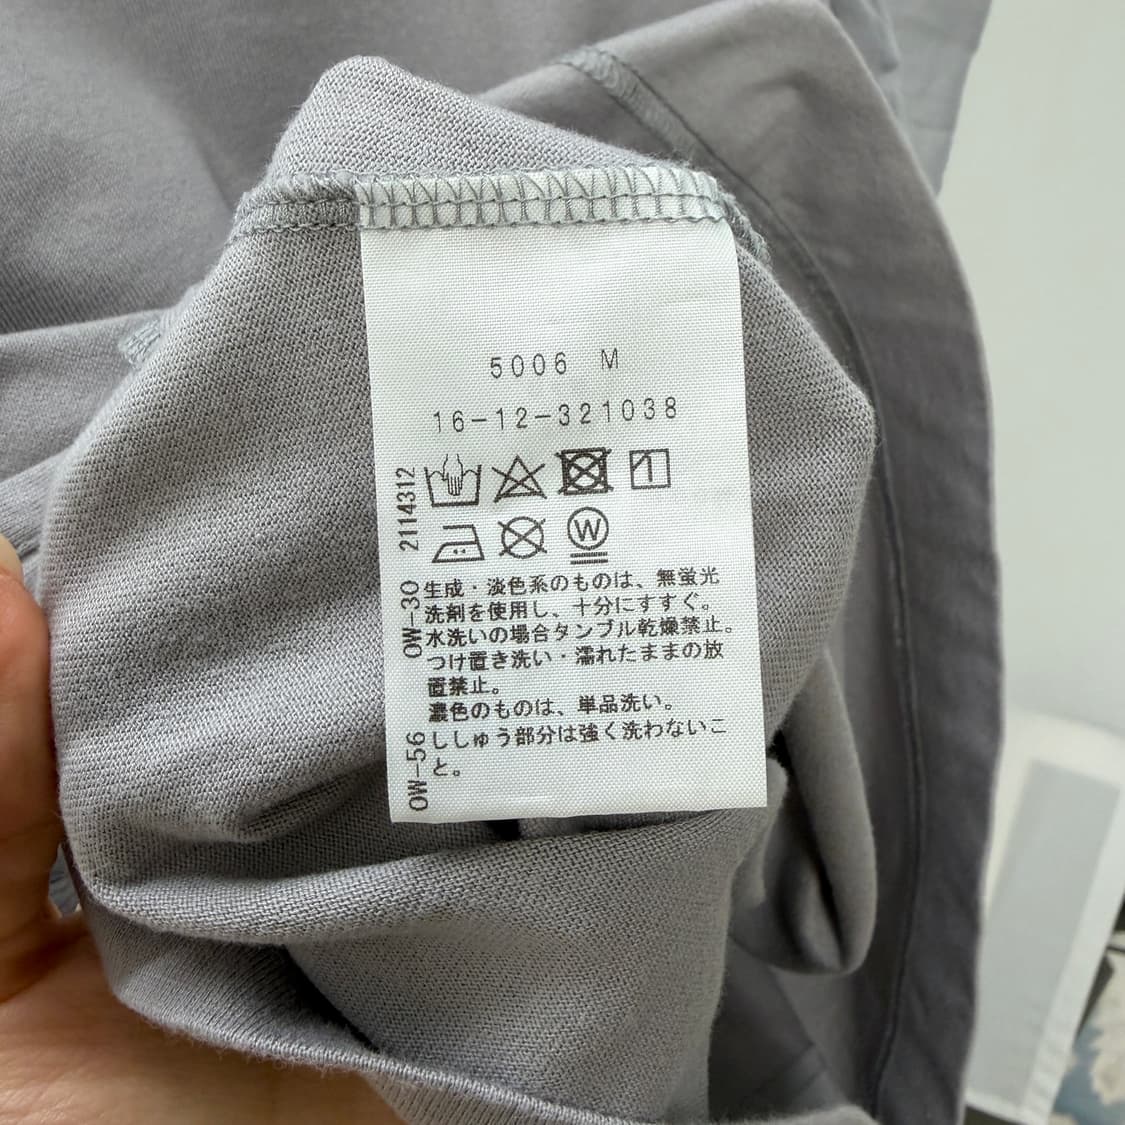 5006 M
16-12-321038
W
生成・淡色系のものは、無蛍光
洗剤を使用し、十分にすすぐ。
水洗いの場合タンブル乾燥禁止。
つけ置き洗い・濡れたままの放
置禁止。
濃色のものは、単品洗い。
ししゅう部分は強く洗わないこ
と。
OW-56 OW-30 2114312